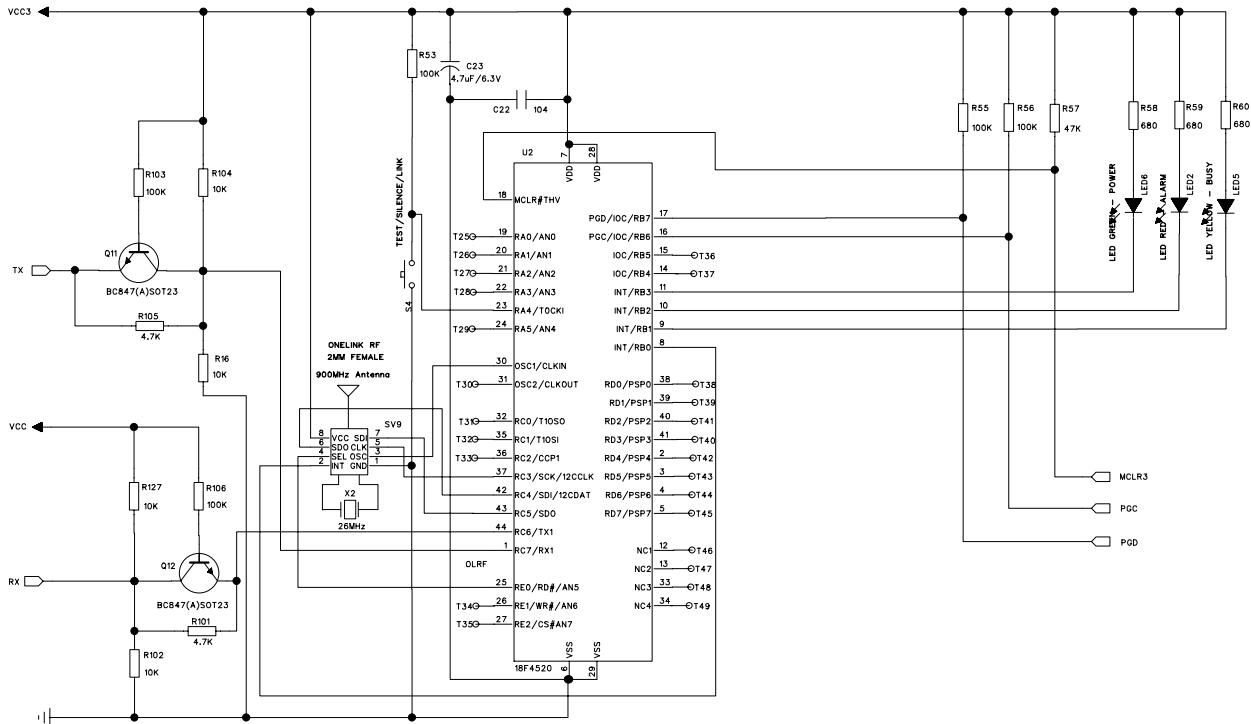 VCC3
R53
100K
C23
4.7uF/6.3V
C22 104
R55
100K
R56
100K
R57
47K
R58
680
R59
680
R60
680
R103
100K
R104
10K
Q11
BC847(A)SOT23
TX
R105
4.7K
R16
10K
TEST/SILENCE/LINK
S4
U2
7 28
VDD VDD
18 MCLR#THV
T25 19 RA0/AN0
T26 20 RA1/AN1
T27 21 RA2/AN2
T28 22 RA3/AN3
23 RA4/TOCKI
T29 24 RA5/AN4
30 OSC1/CLKIN
T30 31 OSC2/CLKOUT
T31 32 RC0/T1OSO
T32 35 RC1/T1OSI
T33 36 RC2/CCP1
37 RC3/SCK/12CCLK
42 RC4/SDI/12CDAT
43 RC5/SDO
44 RC6/TX1
1 RC7/RX1
OLRF
25 RE0/RD#/AN5
T34 26 RE1/WR#/AN6
T35 27 RE2/CS#AN7
VSS VSS
6 29
18F4520
PGD/IOC/RB7 17
PGC/IOC/RB6 16
IOC/RB5 15 T36
IOC/RB4 14 T37
INT/RB3 11
INT/RB2 10
INT/RB1 9
INT/RB0 8
RD0/PSP0 38 T38
RD1/PSP1 39 T39
RD2/PSP2 40 T41
RD3/PSP3 41 T40
RD4/PSP4 2 T42
RD5/PSP5 3 T43
RD6/PSP6 4 T44
RD7/PSP7 5 T45
NC1 12 T46
NC2 13 T47
NC3 33 T48
NC4 34 T49
LED GREEN - POWER
LED6
LED RED - ALARM
LED2
LED YELLOW - BUSY
LED5
MCLR3
PGC
PGD
ONELINK RF
2MM FEMALE
900MHz Antenna
SV9
8 VCC SDI 7
6 SDO CLK 5
4 SEL OSC 3
2 INT GND 1
X2
26MHz
VCC
R127
10K
R106
100K
RX
Q12
BC847(A)SOT23
R101
4.7K
R102
10K